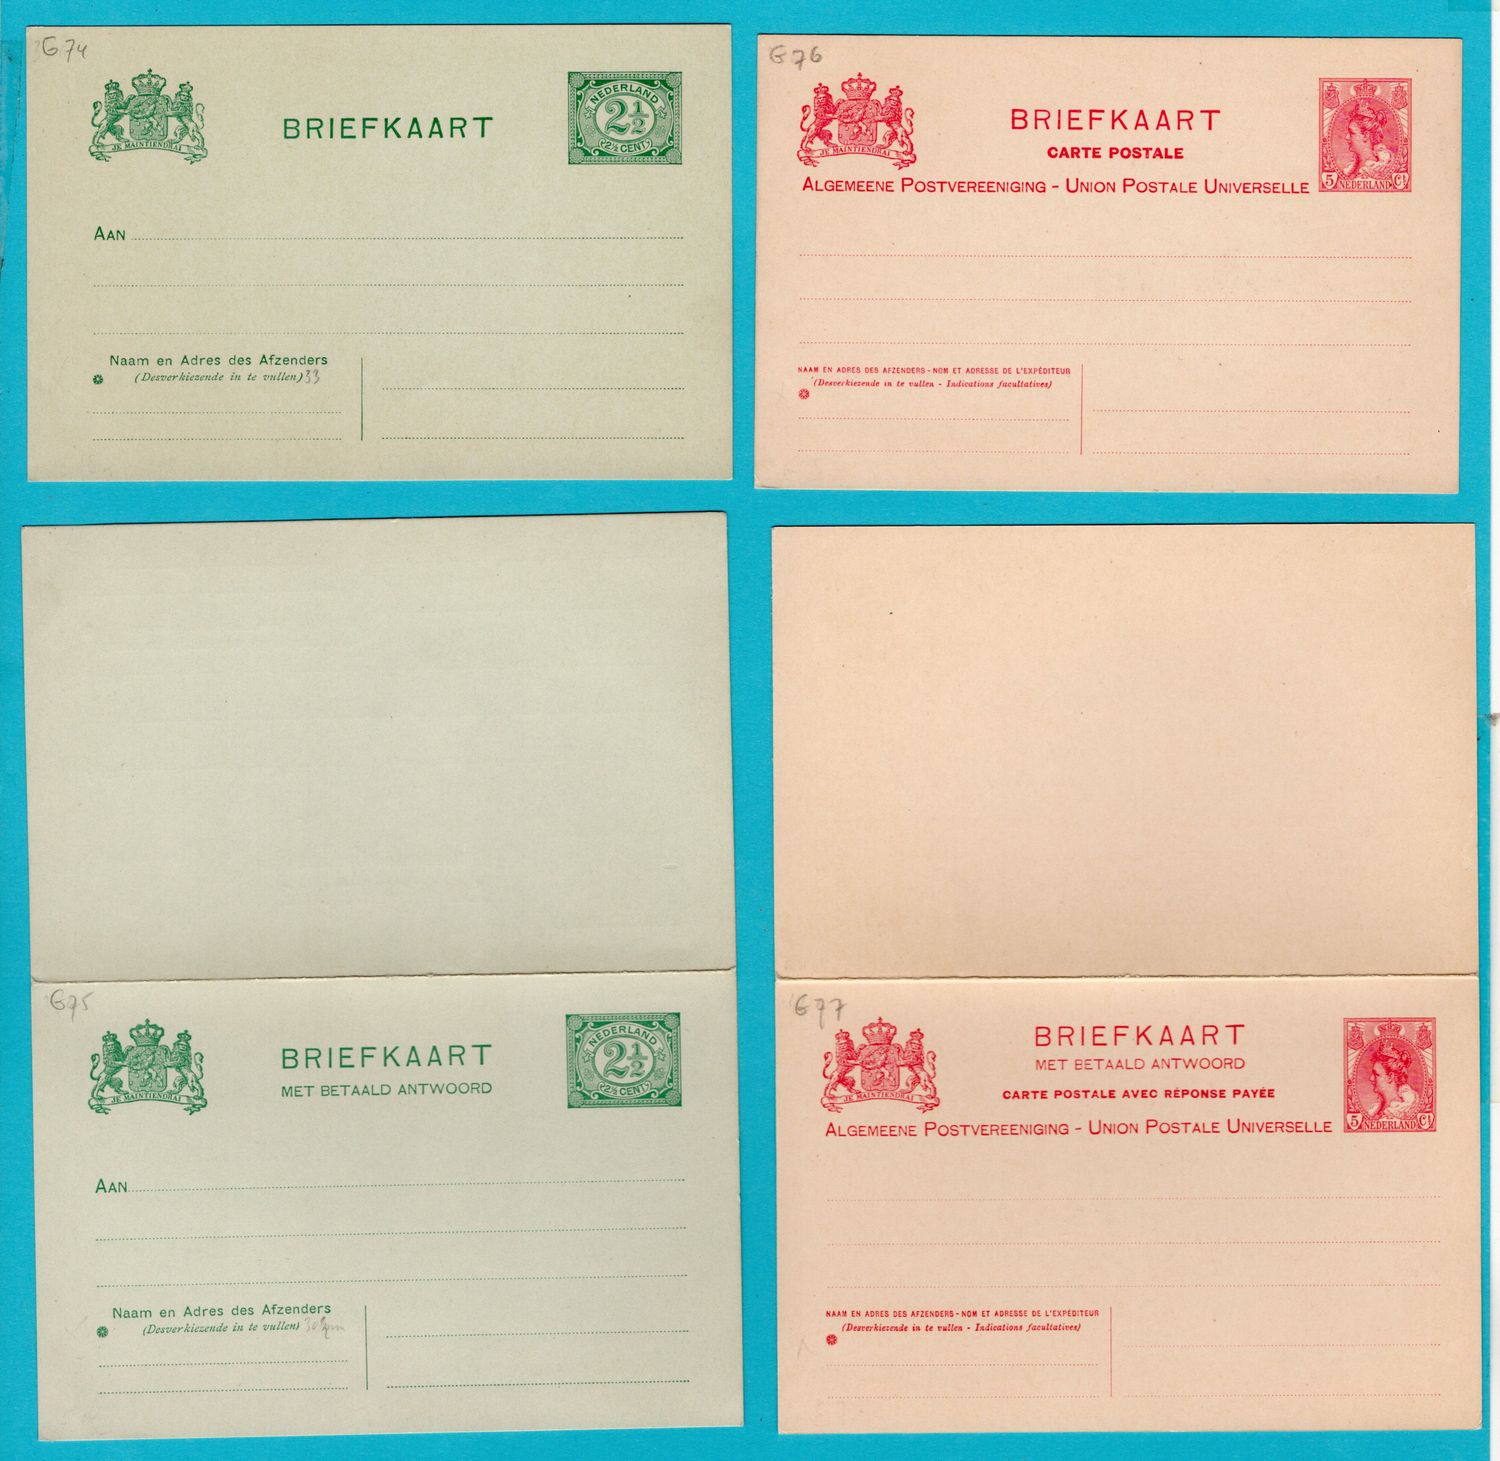 G74
JE MAINTIENDRAI
BRIEFKAART
NEDERLAND
2½
2½ CENT
AAN
Naam en Adres des Afzenders
(Desverkiezende in te vullen) 33
G76
JE MAINTIENDRAI
BRIEFKAART
CARTE POSTALE
ALGEMEENE POSTVEREENIGING - UNION POSTALE UNIVERSELLE
5 NEDERLAND Ct
NAAM EN ADRES DES AFZENDERS - NOM ET ADRESSE DE L'EXPÉDITEUR
(Desverkiezende in te vullen - Indications facultatives)
G75
JE MAINTIENDRAI
BRIEFKAART
MET BETAALD ANTWOORD
NEDERLAND
2½
2½ CENT
AAN
Naam en Adres des Afzenders
(Desverkiezende in te vullen)
G77
JE MAINTIENDRAI
BRIEFKAART
MET BETAALD ANTWOORD
CARTE POSTALE AVEC RÉPONSE PAYÉE
ALGEMEENE POSTVEREENIGING - UNION POSTALE UNIVERSELLE
5 NEDERLAND Ct
NAAM EN ADRES DES AFZENDERS - NOM ET ADRESSE DE L'EXPÉDITEUR
(Desverkiezende in te vullen - Indications facultatives)